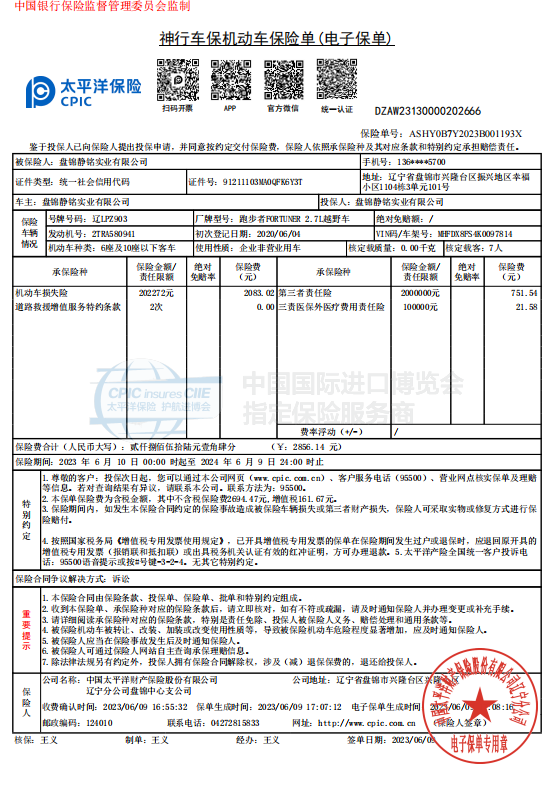 中国银行保险监督管理委员会监制
神行车保机动车保险单(电子保单)
太平洋保险
CPIC
扫码开票 APP 官方微信 统一认证
DZAW23130000202666
保险单号: ASHY0B7Y2023B001193X
鉴于投保人已向保险人提出投保申请,并同意按约定交付保险费,保险人依照承保险种及其对应条款和特别约定承担赔偿责任。
被保险人: 盘锦静铭实业有限公司 手机号: 136****5700
证件类型: 统一社会信用代码 证件号: 91211103MA0QFK6Y3T 地址: 辽宁省盘锦市兴隆台区振兴地区幸福
小区1104栋3单元101号
车主: 盘锦静铭实业有限公司 投保人: 盘锦静铭实业有限公司
保险车辆情况
号牌号码: 辽LPZ903 厂牌型号: 跑步者FORTUNER 2.7L越野车 绝对免赔额: /
发动机号: 2TRA580941 初次登记日期: 2020/06/04 VIN码/车架号: MHFDX8FS4K0097814
机动车种类: 6座及10座以下客车 使用性质: 企业非营业用车 核定载质量: 0.00千克 核定载客: 7人
承保险种 保险金额/责任限额 绝对免赔率 保险费(元) 承保险种 保险金额/责任限额 绝对免赔率 保险费(元)
机动车损失险 202272元 2083.02 第三者责任险 2000000元 751.54
道路救援增值服务特约条款 2次 0.00 三责医保外医疗费用责任险 100000元 21.58
CPIC insures CIIE
太平洋保险 护航进博会
中国国际进口博览会
指定保险服务商
费率浮动(+/-) /
保险费合计(人民币大写): 贰仟捌佰伍拾陆元壹角肆分 (¥: 2856.14 元)
保险期间: 2023 年 6 月 10 日 00:00 时起至 2024 年 6 月 9 日 24:00 时止
特别约定
1.尊敬的客户: 投保次日起,您可以通过本公司网页(www.cpic.com.cn)、客户服务电话(95500)、营业网点核实保单及理赔
等信息。若对查询结果有异议,请联系本公司。联系方法为: 95500。
2.本保单保险费为含税金额,其中不含税保险费2694.47元,增值税161.67元。
3.保险期间内,如发生本保险合同约定的保险事故造成被保险车辆损失或第三者财产损失,保险人可采取实物或修复方式进行保
险赔付。
4.按照国家税务局《增值税专用发票使用规定》,已开具增值税专用发票的保单在保险期间发生过户或退保时,应退回原开具的
增值税专用发票(报销联和抵扣联)或出具税务机关认证有效的红冲证明,方可办理退款。5.太平洋产险全国统一客户投诉电
话: 95500语音提示或按#号键-3-2-4。无其它特别约定。
保险合同争议解决方式: 诉讼
重要提示
1.本保险合同由保险条款、投保单、保险单、批单和特别约定组成。
2.收到本保险单、承保险种对应的保险条款后,请立即核对,如有不符或疏漏,请及时通知保险人并办理变更或补充手续。
3.请详细阅读承保险种对应的保险条款,特别是责任免除、投保人被保险人义务、赔偿处理和通用条款等。
4.被保险机动车被转让、改装、加装或改变使用性质等,导致被保险机动车危险程度显著增加,应及时通知保险人。
5.被保险人应当在保险事故发生后及时通知保险人。
6.被保险人可通过保险人网站自主查询承保理赔信息。
7.除法律法规另有约定外,投保人拥有保险合同解除权,涉及(减)退保保费的,退还给投保人。
保险人
公司名称: 中国太平洋财产保险股份有限公司 公司地址: 辽宁省盘锦市兴隆台区兴隆台区
辽宁分公司盘锦中心支公司
收费确认时间: 2023/06/09 16:55:32 保单生成时间: 2023/06/09 17:07:12 电子保单生成时间: 2023/06/09 17:08:16
邮政编码: 124010 联系电话: 04272815833 网址: http://www.cpic.com.cn (保险人签章)
核保: 王义 制单: 王义 经办: 王义 签单日期: 2023/06/09
电子保单专用章